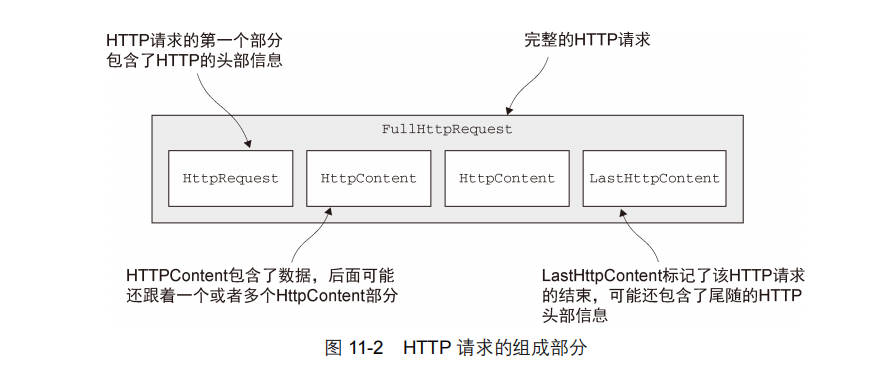 HTTP请求的第一个部分
包含了HTTP的头部信息
完整的HTTP请求
FullHttpRequest
HttpRequest
HttpContent
HttpContent
LastHttpContent
HTTPContent包含了数据，后面可能
还跟着一个或者多个HttpContent部分
LastHttpContent标记了该HTTP请求
的结束，可能还包含了尾随的HTTP
头部信息
图 11-2 HTTP 请求的组成部分